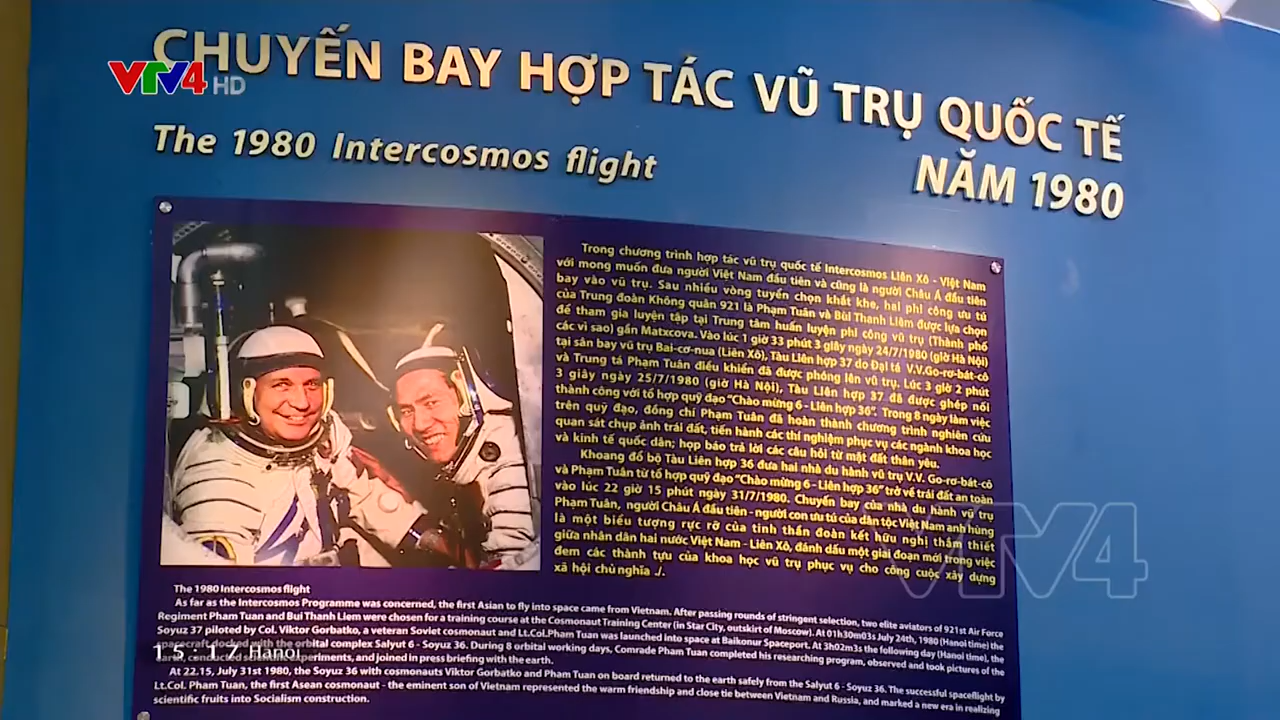 CHUYẾN BAY HỢP TÁC VŨ TRỤ QUỐC TẾ
VTV4 HD
The 1980 Intercosmos flight
NĂM 1980
Trong chương trình hợp tác vũ trụ quốc tế Intercosmos Liên Xô - Việt Nam
với mong muốn đưa người Việt Nam đầu tiên và cũng là người Châu Á đầu tiên
bay vào vũ trụ. Sau nhiều vòng tuyển chọn khắt khe, hai phi công ưu tú
của Trung đoàn Không quân 921 là Phạm Tuân và Bùi Thanh Liêm được lựa chọn
để tham gia luyện tập tại Trung tâm huấn luyện phi công vũ trụ (Thành phố
các vì sao) gần Matxcova. Vào lúc 1 giờ 33 phút 3 giây ngày 24/7/1980 (giờ Hà Nội)
tại sân bay vũ trụ Bai-cơ-nua (Liên Xô), Tàu Liên hợp 37 do Đại tá V.V.Go-rơ-bát-cô
và Trung tá Phạm Tuân điều khiển đã được phóng lên vũ trụ. Lúc 3 giờ 2 phút
3 giây ngày 25/7/1980 (giờ Hà Nội), Tàu Liên hợp 37 đã được ghép nối
thành công với tổ hợp quỹ đạo “Chào mừng 6 - Liên hợp 36”. Trong 8 ngày làm việc
trên quỹ đạo, đồng chí Phạm Tuân đã hoàn thành chương trình nghiên cứu
quan sát chụp ảnh trái đất, tiến hành các thí nghiệm phục vụ các ngành khoa học
và kinh tế quốc dân; họp báo trả lời các câu hỏi từ mặt đất thân yêu.
Khoang đổ bộ Tàu Liên hợp 36 đưa hai nhà du hành vũ trụ V.V. Go-rơ-bát-cô
và Phạm Tuân từ tổ hợp quỹ đạo “Chào mừng 6 - Liên hợp 36” trở về trái đất an toàn
vào lúc 22 giờ 15 phút ngày 31/7/1980. Chuyến bay của nhà du hành vũ trụ
Phạm Tuân, người Châu Á đầu tiên - người con ưu tú của dân tộc Việt Nam anh hùng
là một biểu tượng rực rỡ của tinh thần đoàn kết hữu nghị thắm thiết
giữa nhân dân hai nước Việt Nam - Liên Xô, đánh dấu một giai đoạn mới trong việc
đem các thành tựu của khoa học vũ trụ phục vụ cho công cuộc xây dựng
xã hội chủ nghĩa ./.
VTV4
The 1980 Intercosmos flight
As far as the Intercosmos Programme was concerned, the first Asian to fly into space came from Vietnam. After passing rounds of stringent selection, two elite aviators of 921st Air Force
Regiment Pham Tuan and Bui Thanh Liem were chosen for a training course at the Cosmonaut Training Center (in Star City, outskirt of Moscow). At 01h30m03s July 24th, 1980 (Hanoi time) the
Soyuz 37 piloted by Col. Viktor Gorbatko, a veteran Soviet cosmonaut and Lt.Col.Pham Tuan was launched into space at Baikonur Spaceport. At 3h02m3s the following day (Hanoi time), the
spacecraft docked with the orbital complex Salyut 6 - Soyuz 36. During 8 orbital working days, Comrade Pham Tuan completed his researching program, observed and took pictures of the
earth, conducted scientific experiments, and joined in press briefing with the earth.
15:17 Hanoi
At 22.15, July 31st 1980, the Soyuz 36 with cosmonauts Viktor Gorbatko and Pham Tuan on board returned to the earth safely from the Salyut 6 - Soyuz 36. The successful spaceflight by
Lt.Col. Pham Tuan, the first Asean cosmonaut - the eminent son of Vietnam represented the warm friendship and close tie between Vietnam and Russia, and marked a new era in realizing
scientific fruits into Socialism construction.